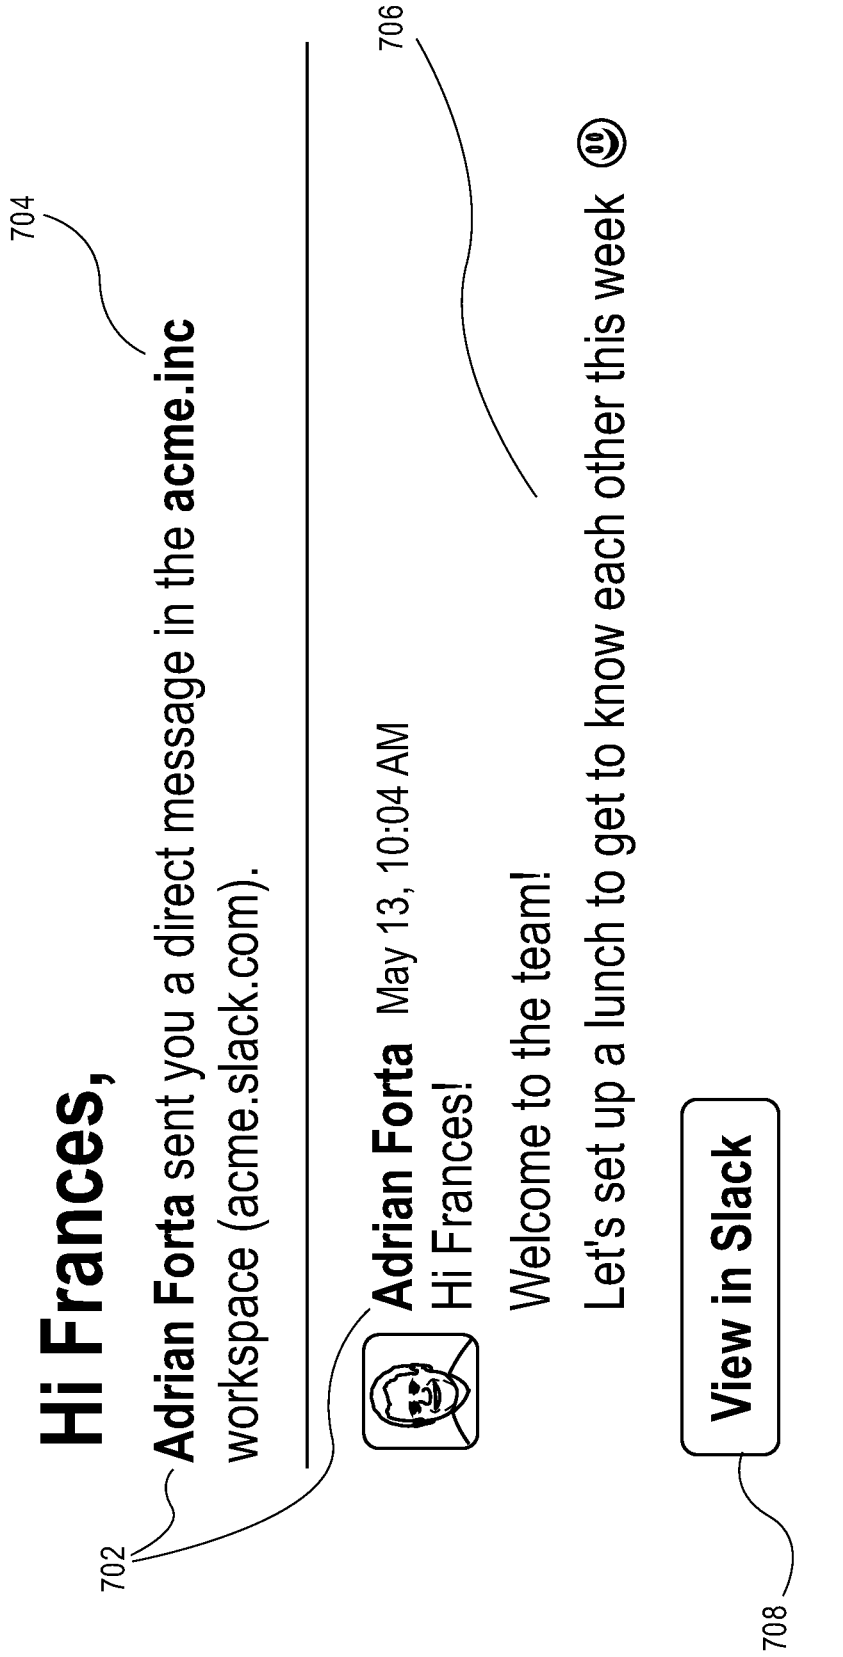 704
706
Hi Frances,
Adrian Forta sent you a direct message in the acme.inc
workspace (acme.slack.com).
702
Adrian Forta May 13, 10:04 AM
Hi Frances!
Welcome to the team!
Let's set up a lunch to get to know each other this week
View in Slack
708